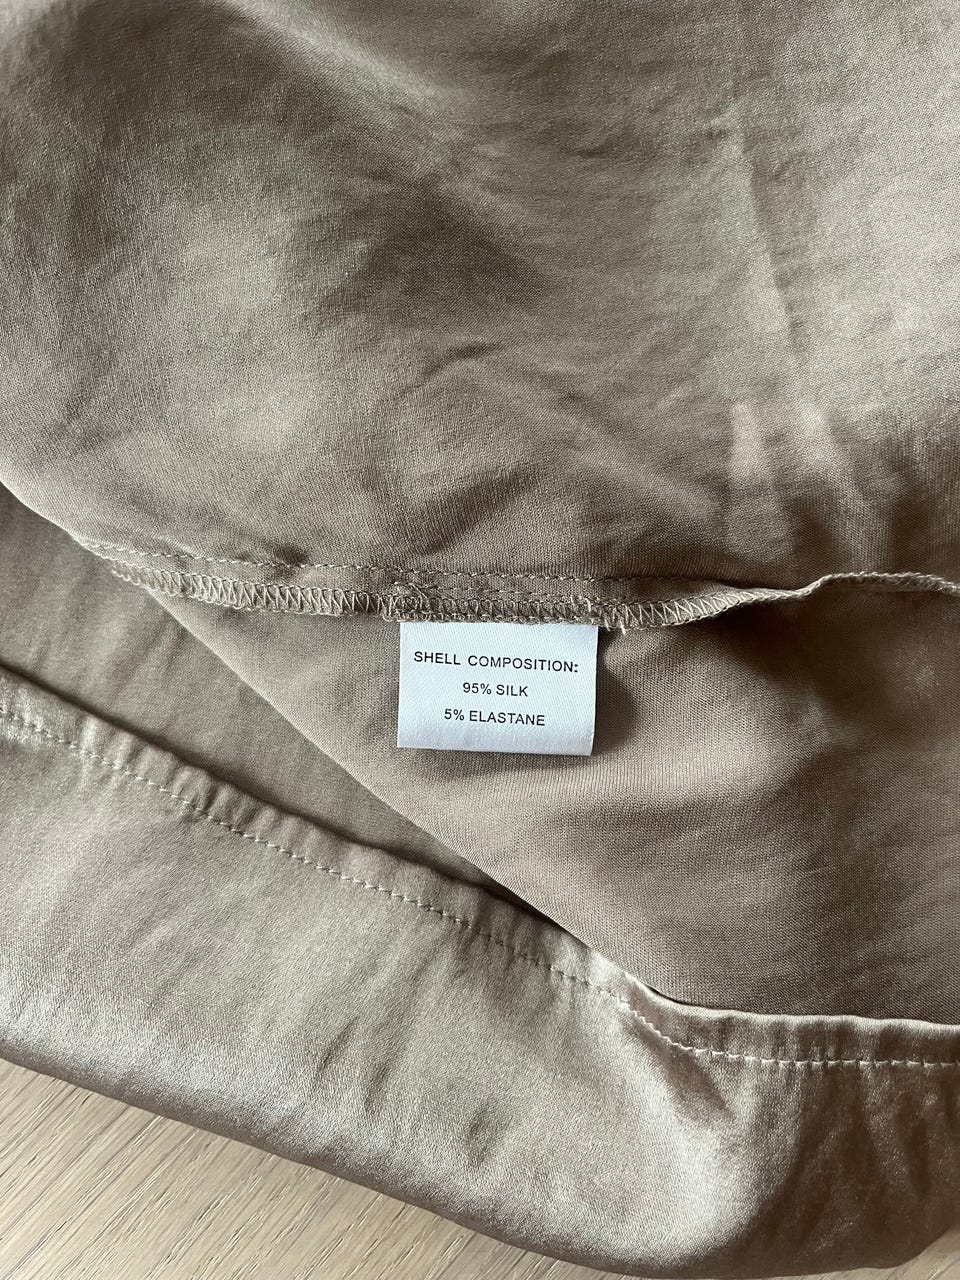 SHELL COMPOSITION:
95% SILK
5% ELASTANE